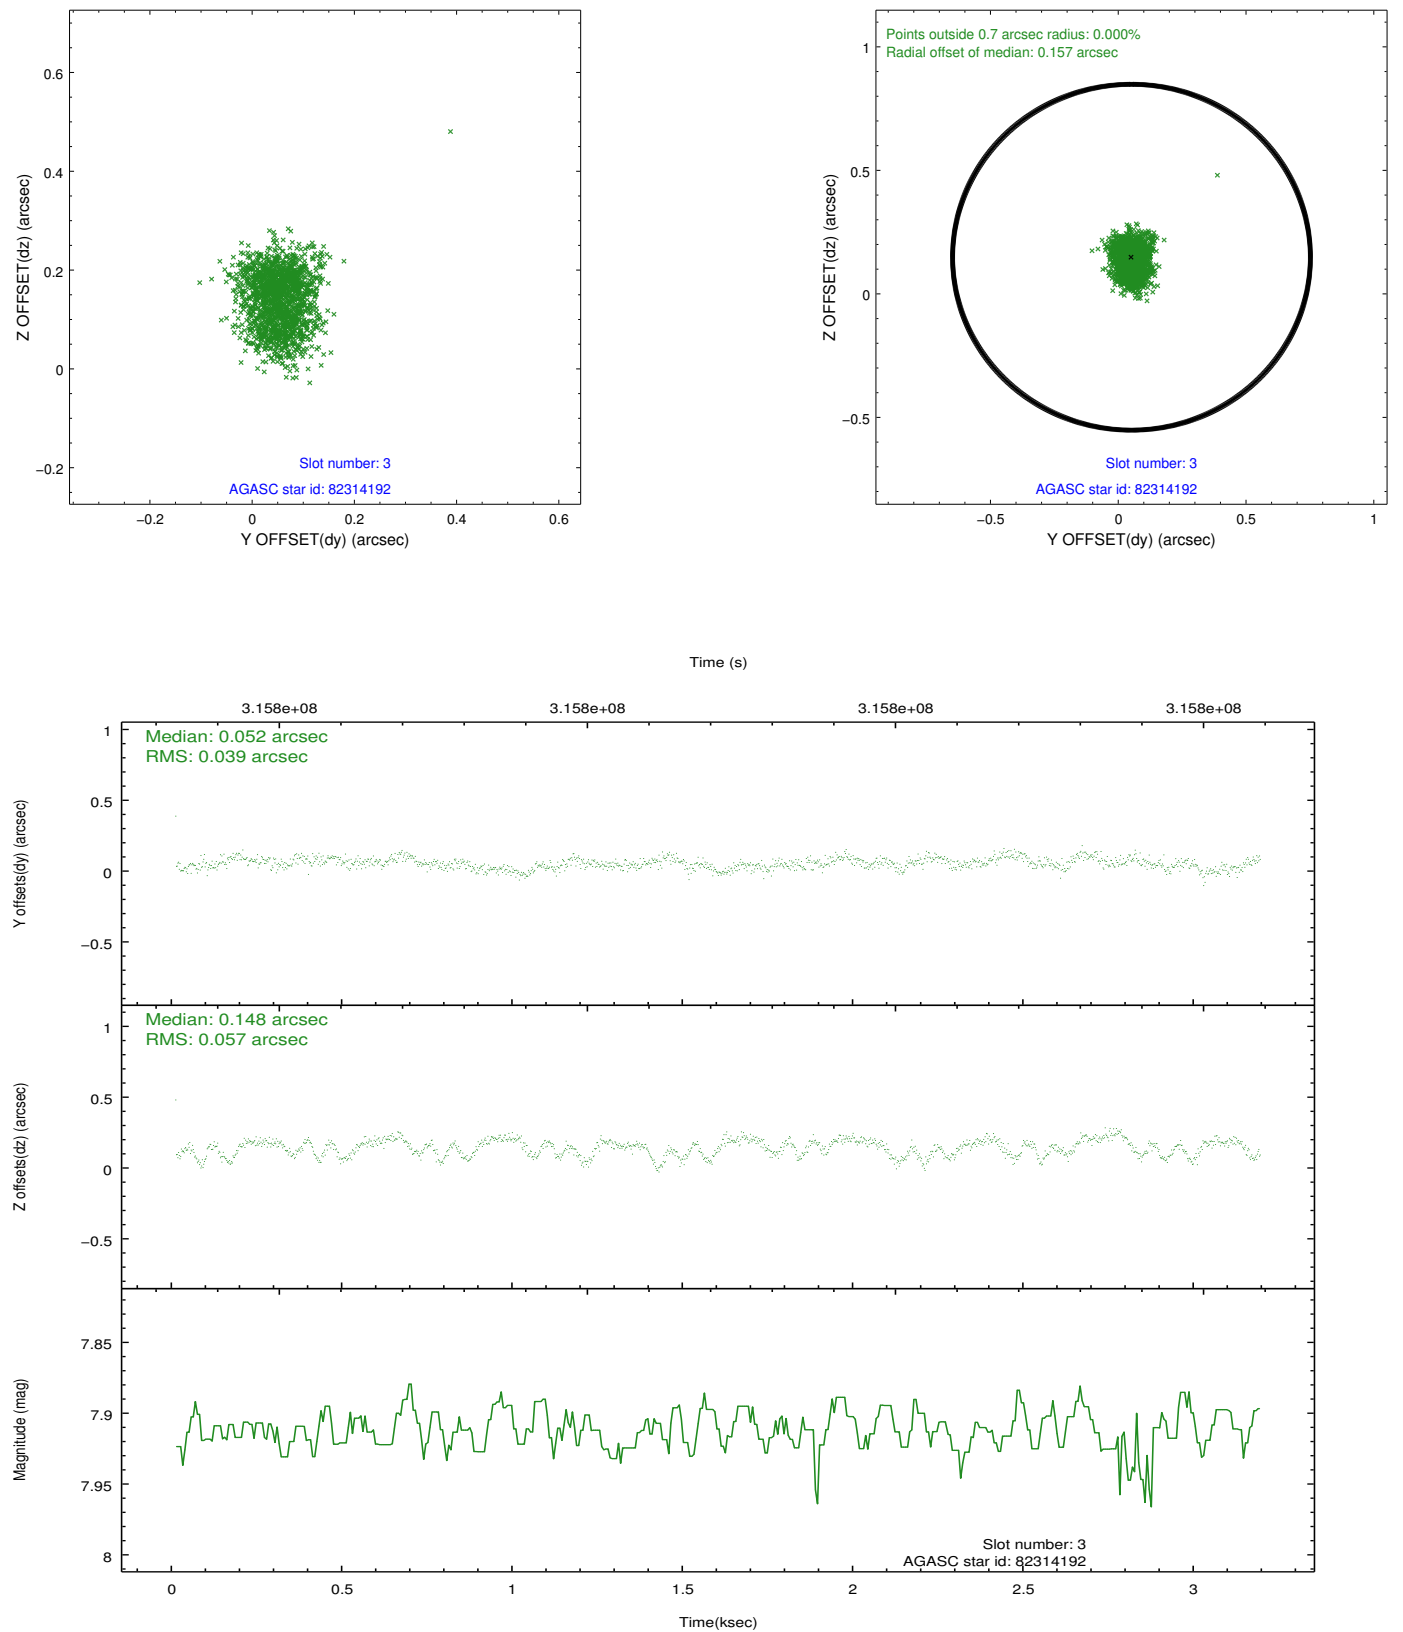 0.6
0.4
0.2
0
−0.2
Z OFFSET(dz) (arcsec)
Slot number: 3
AGASC star id: 82314192
−0.2 0 0.2 0.4 0.6
Y OFFSET(dy) (arcsec)
Points outside 0.7 arcsec radius: 0.000%
Radial offset of median: 0.157 arcsec
1
0.5
0
−0.5
Z OFFSET(dz) (arcsec)
Slot number: 3
AGASC star id: 82314192
−0.5 0 0.5 1
Y OFFSET(dy) (arcsec)
Time (s)
3.158e+08 3.158e+08 3.158e+08 3.158e+08
Median: 0.052 arcsec
RMS: 0.039 arcsec
1
0.5
0
−0.5
Y offsets(dy) (arcsec)
Median: 0.148 arcsec
RMS: 0.057 arcsec
1
0.5
0
−0.5
Z offsets(dz) (arcsec)
7.85
7.9
7.95
8
Magnitude (mag)
Slot number: 3
AGASC star id: 82314192
0 0.5 1 1.5 2 2.5 3
Time(ksec)